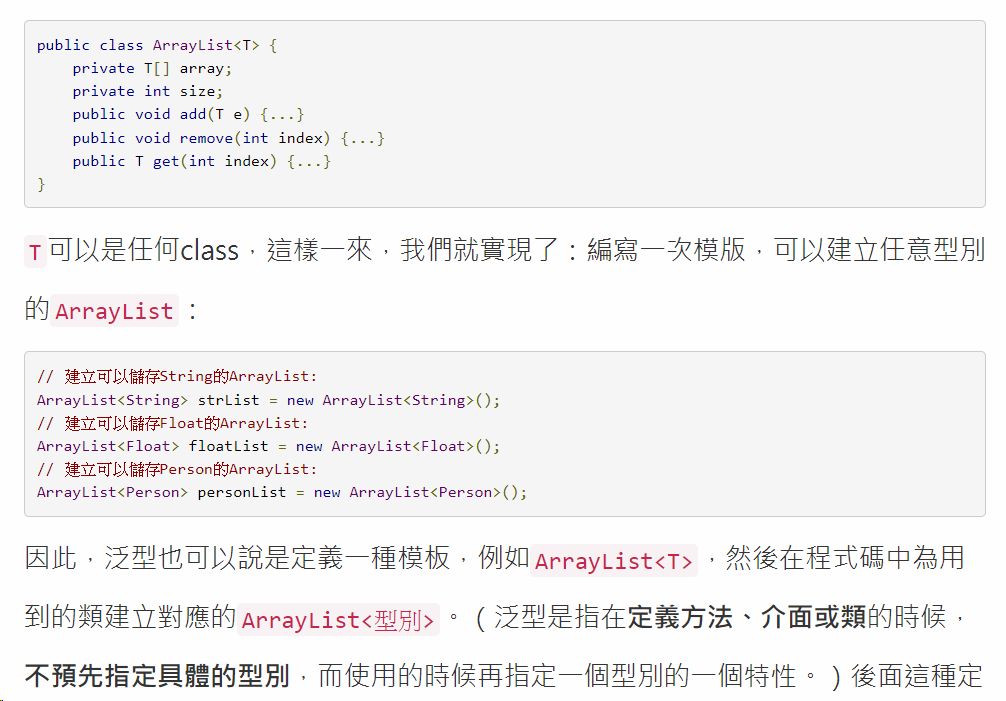 public class ArrayList<T> {
    private T[] array;
    private int size;
    public void add(T e) {...}
    public void remove(int index) {...}
    public T get(int index) {...}
}
T可以是任何class，這樣一來，我們就實現了：編寫一次模版，可以建立任意型別
的ArrayList：
// 建立可以儲存String的ArrayList:
ArrayList<String> strList = new ArrayList<String>();
// 建立可以儲存Float的ArrayList:
ArrayList<Float> floatList = new ArrayList<Float>();
// 建立可以儲存Person的ArrayList:
ArrayList<Person> personList = new ArrayList<Person>();
因此，泛型也可以說是定義一種模板，例如ArrayList<T>，然後在程式碼中為用
到的類建立對應的ArrayList<型別>。（泛型是指在定義方法、介面或類的時候，
不預先指定具體的型別，而使用的時候再指定一個型別的一個特性。）後面這種定